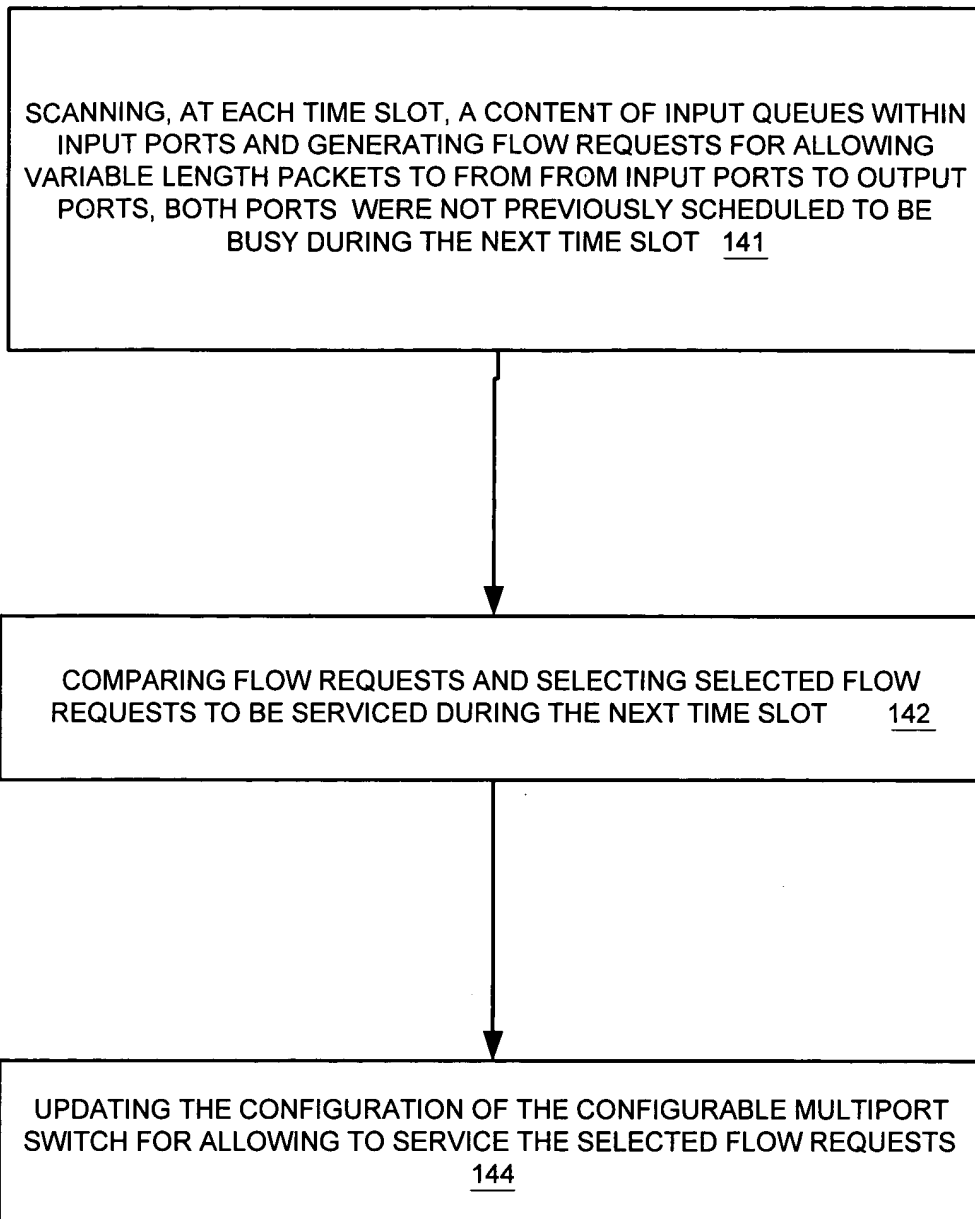 SCANNING, AT EACH TIME SLOT, A CONTENT OF INPUT QUEUES WITHIN
INPUT PORTS AND GENERATING FLOW REQUESTS FOR ALLOWING
VARIABLE LENGTH PACKETS TO FROM FROM INPUT PORTS TO OUTPUT
PORTS, BOTH PORTS WERE NOT PREVIOUSLY SCHEDULED TO BE
BUSY DURING THE NEXT TIME SLOT 141
COMPARING FLOW REQUESTS AND SELECTING SELECTED FLOW
REQUESTS TO BE SERVICED DURING THE NEXT TIME SLOT 142
UPDATING THE CONFIGURATION OF THE CONFIGURABLE MULTIPORT
SWITCH FOR ALLOWING TO SERVICE THE SELECTED FLOW REQUESTS
144